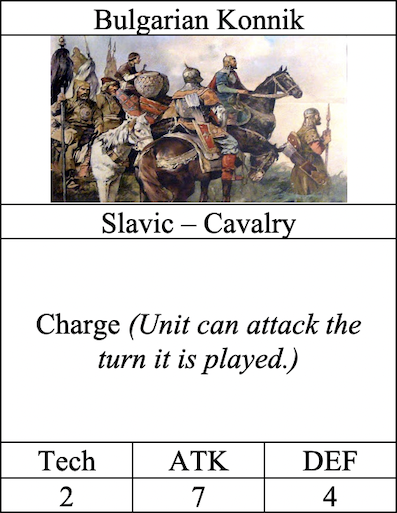 Bulgarian Konnik
Slavic – Cavalry
Charge (Unit can attack the
turn it is played.)
Tech ATK DEF
2 7 4